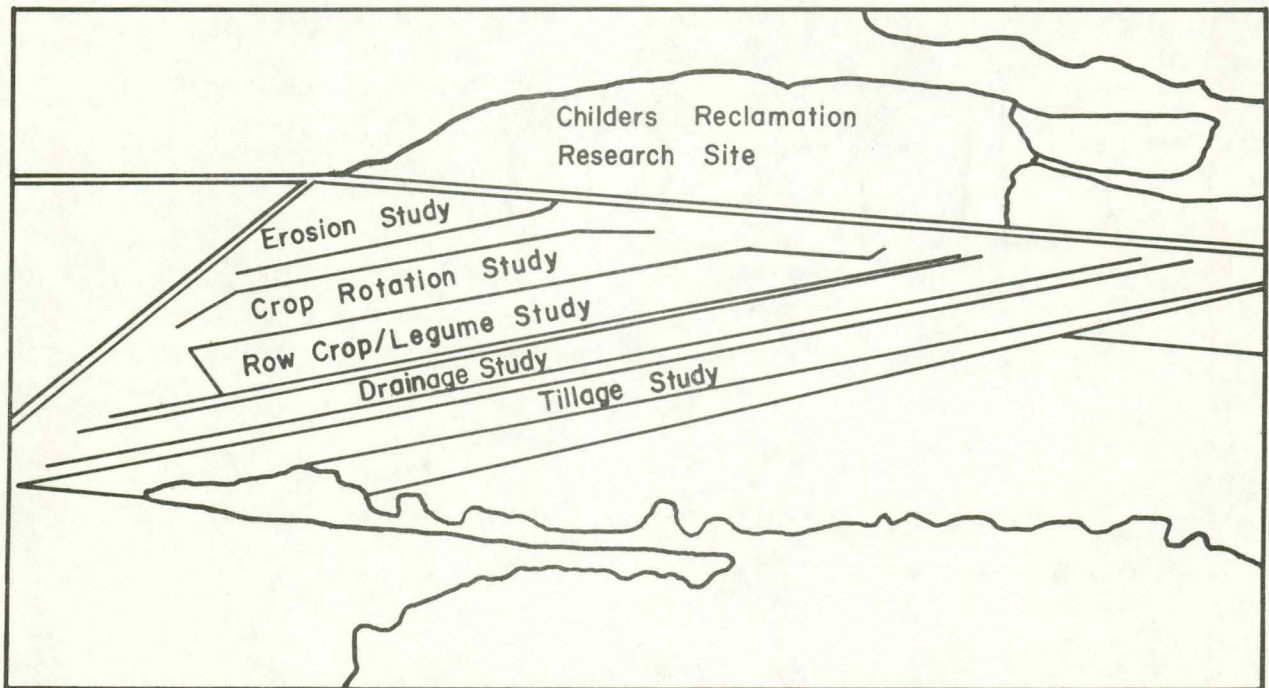 Childers Reclamation
Research Site
Erosion Study
Crop Rotation Study
Row Crop/Legume Study
Drainage Study
Tillage Study